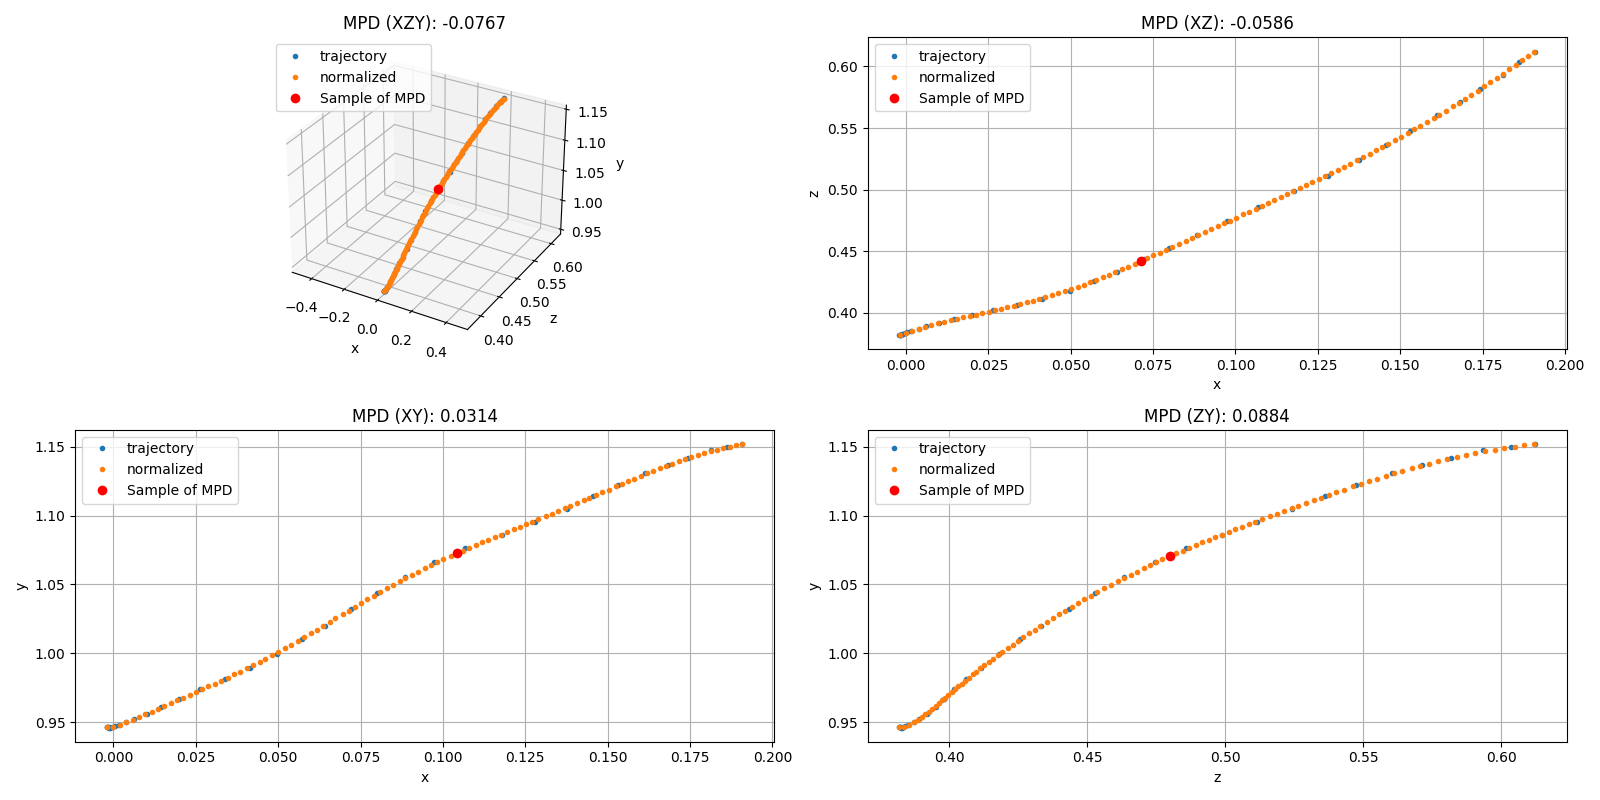 MPD (XZY): -0.0767
trajectory
normalized
Sample of MPD
1.15
1.10
1.05
1.00
0.95
y
0.60
0.55
0.50
0.45
0.40
z
−0.4
−0.2
0.0
0.2
0.4
x
MPD (XZ): -0.0586
trajectory
normalized
Sample of MPD
0.60
0.55
0.50
0.45
0.40
z
0.000 0.025 0.050 0.075 0.100 0.125 0.150 0.175 0.200
x
MPD (XY): 0.0314
trajectory
normalized
Sample of MPD
1.15
1.10
1.05
1.00
0.95
y
0.000 0.025 0.050 0.075 0.100 0.125 0.150 0.175 0.200
x
MPD (ZY): 0.0884
trajectory
normalized
Sample of MPD
1.15
1.10
1.05
1.00
0.95
y
0.40 0.45 0.50 0.55 0.60
z